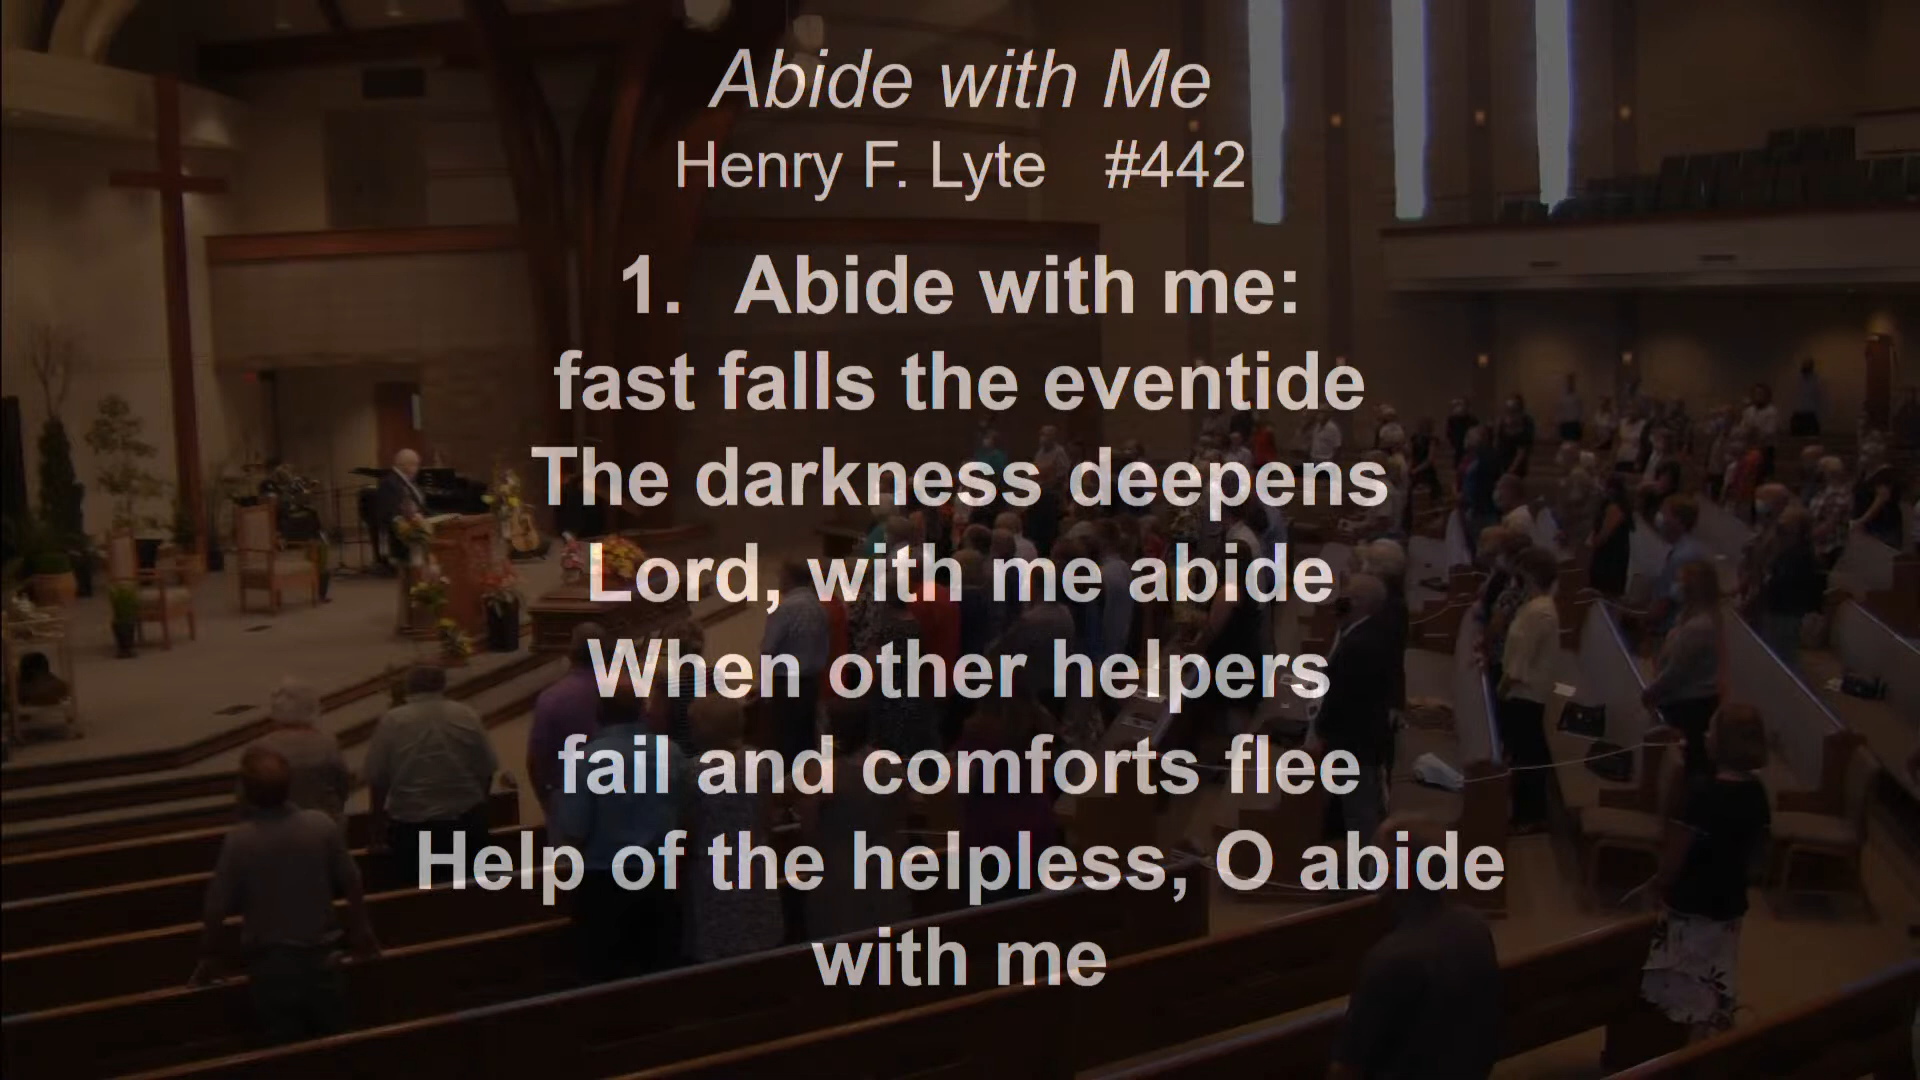 Abide with Me
Henry F. Lyte #442
1. Abide with me:
fast falls the eventide
The darkness deepens
Lord, with me abide
When other helpers
fail and comforts flee
Help of the helpless, O abide
with me